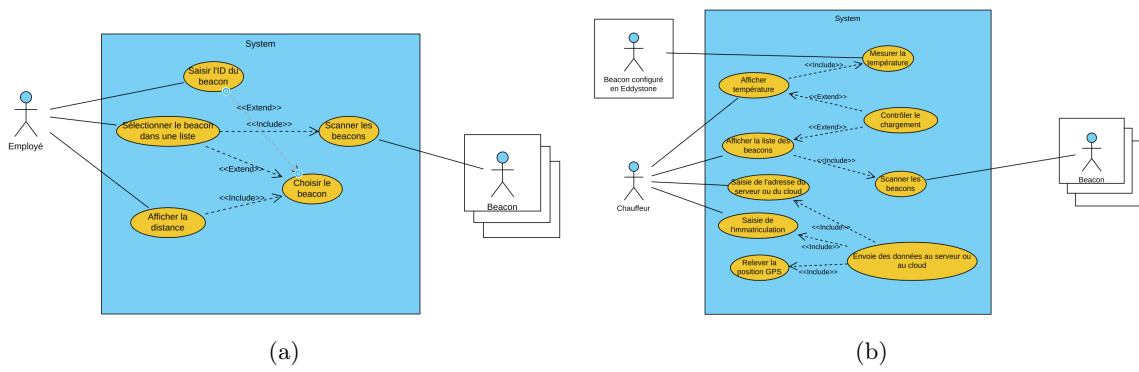 System
Saisir l'ID du
beacon
<<Extend>>
Employé
Sélectionner le beacon
dans une liste
<<Include>>
Scanner les
beacons
<<Extend>>
Choisir le
beacon
<<Include>>
Afficher la
distance
Beacon
(a)
System
Beacon configuré
en Eddystone
Mesurer la
température
<<Include>>
Afficher
température
<<Extend>>
Contrôler le
chargement
<<Extend>>
Afficher la liste des
beacons
<<Include>>
Scanner les
beacons
Beacon
Chauffeur
Saisie de l'adresse du
serveur ou du cloud
Saisie de
l'immatriculation
<<Include>>
<<Include>>
Relever la
position GPS
<<Include>>
Envoie des données au serveur ou
au cloud
(b)